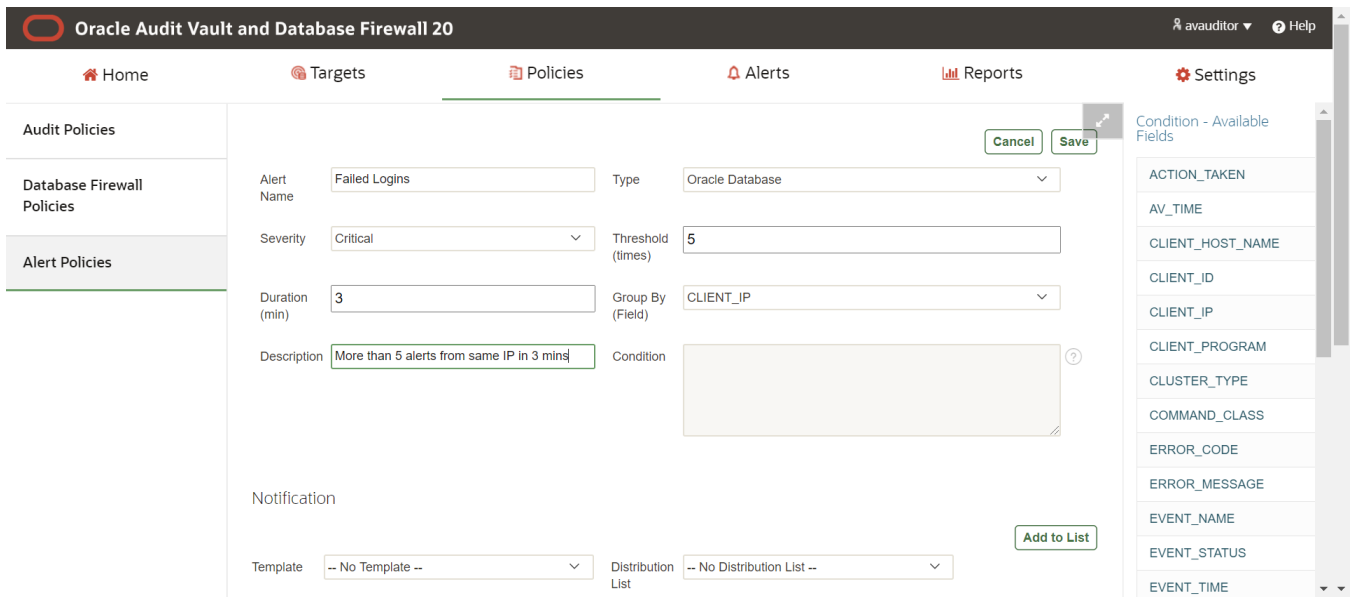 Oracle Audit Vault and Database Firewall 20
avauditor
Help
Home
Targets
Policies
Alerts
Reports
Settings
Audit Policies
Database Firewall
Policies
Alert Policies
Cancel
Save
Alert
Name
Failed Logins
Type
Oracle Database
Severity
Critical
Threshold
(times)
5
Duration
(min)
3
Group By
(Field)
CLIENT_IP
Description
More than 5 alerts from same IP in 3 mins
Condition
?
Notification
Add to List
Template
-- No Template --
Distribution
List
-- No Distribution List --
Condition - Available
Fields
ACTION_TAKEN
AV_TIME
CLIENT_HOST_NAME
CLIENT_ID
CLIENT_IP
CLIENT_PROGRAM
CLUSTER_TYPE
COMMAND_CLASS
ERROR_CODE
ERROR_MESSAGE
EVENT_NAME
EVENT_STATUS
EVENT_TIME